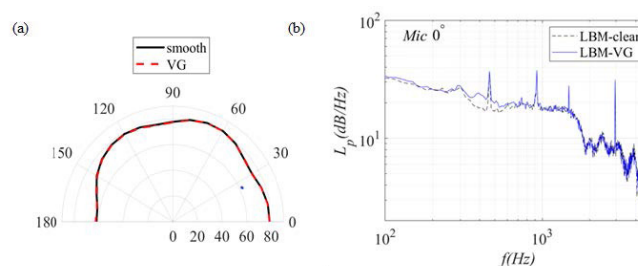 (a)
smooth
VG
90
120
60
150
30
180
0
0 20 40 60 80
(b)
10²
Mic 0°
LBM-clean
LBM-VG
L_p(dB/Hz)
10¹
10² 10³
f(Hz)